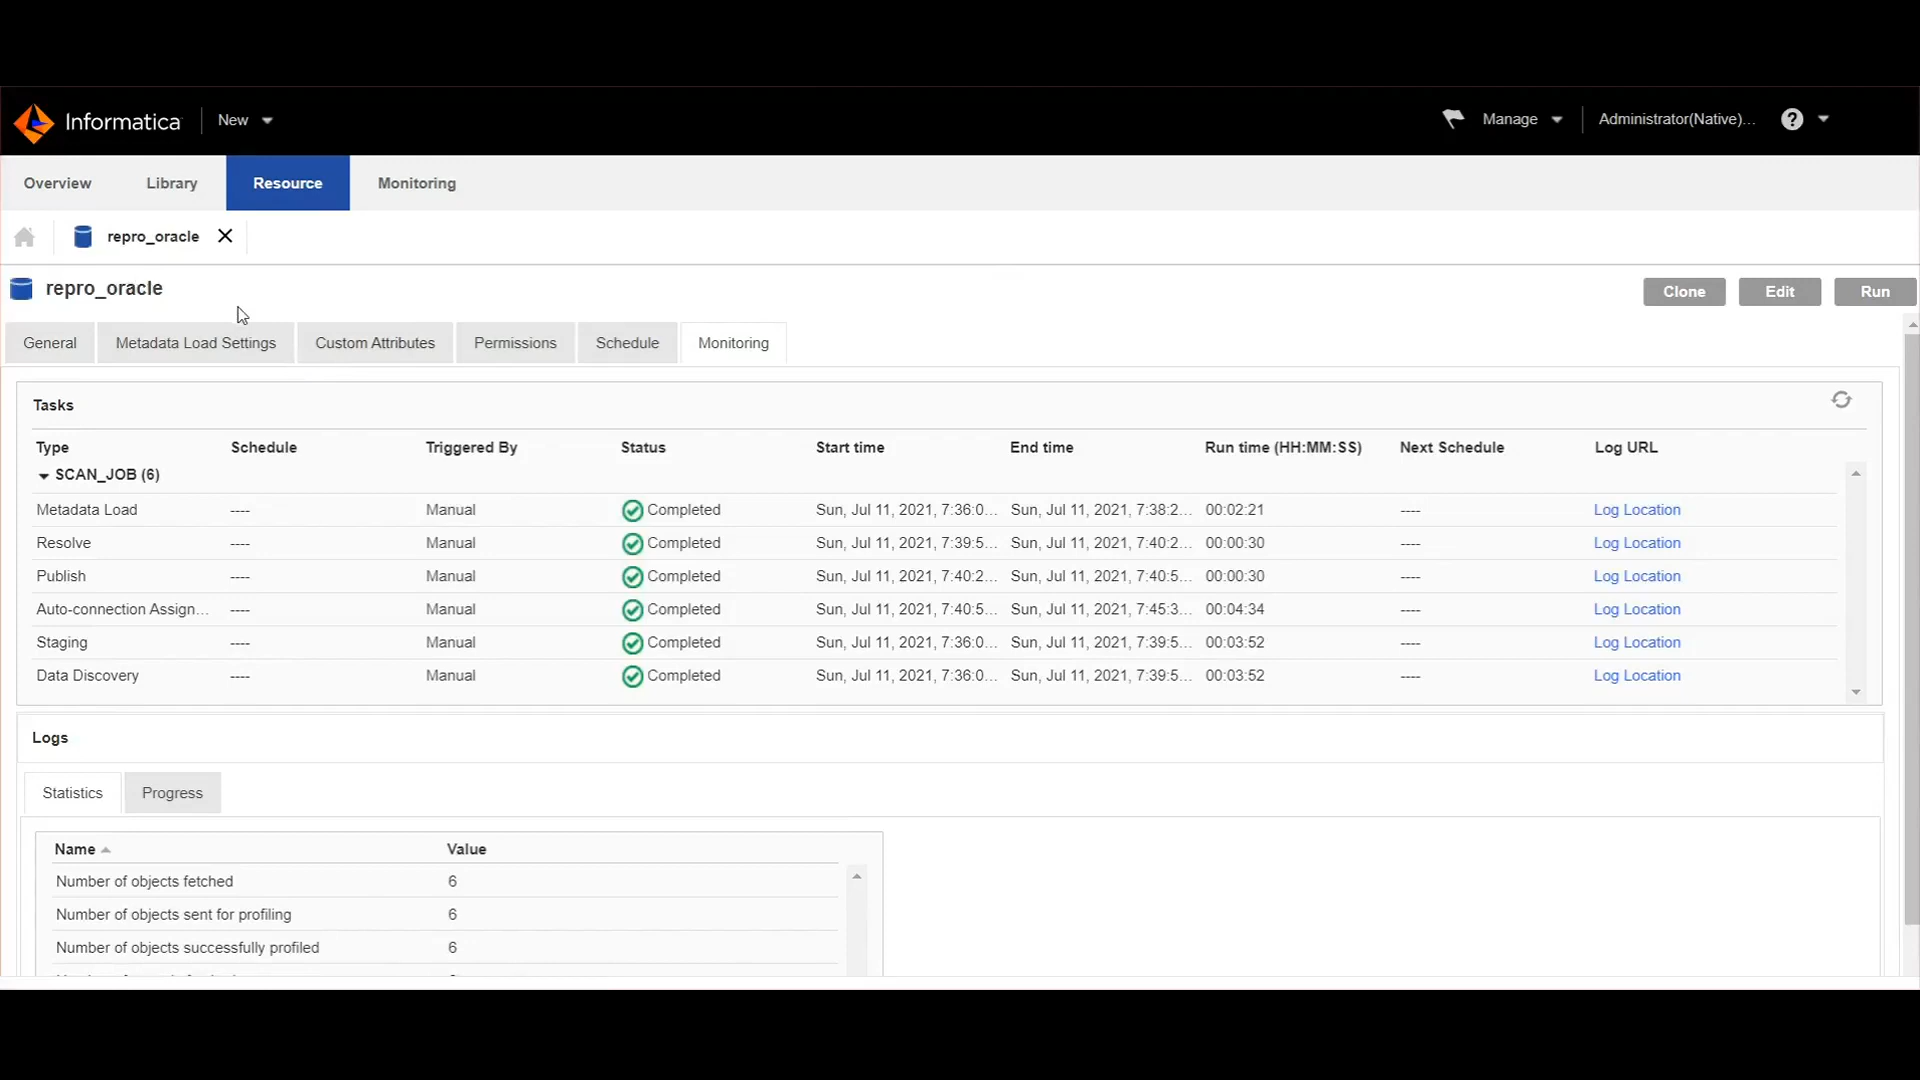 Informatica New Manage Administrator(Native)... ?
Overview Library Resource Monitoring
repro_oracle
repro_oracle Clone Edit Run
General Metadata Load Settings Custom Attributes Permissions Schedule Monitoring
Tasks
Type Schedule Triggered By Status Start time End time Run time (HH:MM:SS) Next Schedule Log URL
SCAN_JOB (6)
Metadata Load ---- Manual Completed Sun, Jul 11, 2021, 7:36:0... Sun, Jul 11, 2021, 7:38:2... 00:02:21 ---- Log Location
Resolve ---- Manual Completed Sun, Jul 11, 2021, 7:39:5... Sun, Jul 11, 2021, 7:40:2... 00:00:30 ---- Log Location
Publish ---- Manual Completed Sun, Jul 11, 2021, 7:40:2... Sun, Jul 11, 2021, 7:40:5... 00:00:30 ---- Log Location
Auto-connection Assign... ---- Manual Completed Sun, Jul 11, 2021, 7:40:5... Sun, Jul 11, 2021, 7:45:3... 00:04:34 ---- Log Location
Staging ---- Manual Completed Sun, Jul 11, 2021, 7:36:0... Sun, Jul 11, 2021, 7:39:5... 00:03:52 ---- Log Location
Data Discovery ---- Manual Completed Sun, Jul 11, 2021, 7:36:0... Sun, Jul 11, 2021, 7:39:5... 00:03:52 ---- Log Location
Logs
Statistics Progress
Name Value
Number of objects fetched 6
Number of objects sent for profiling 6
Number of objects successfully profiled 6